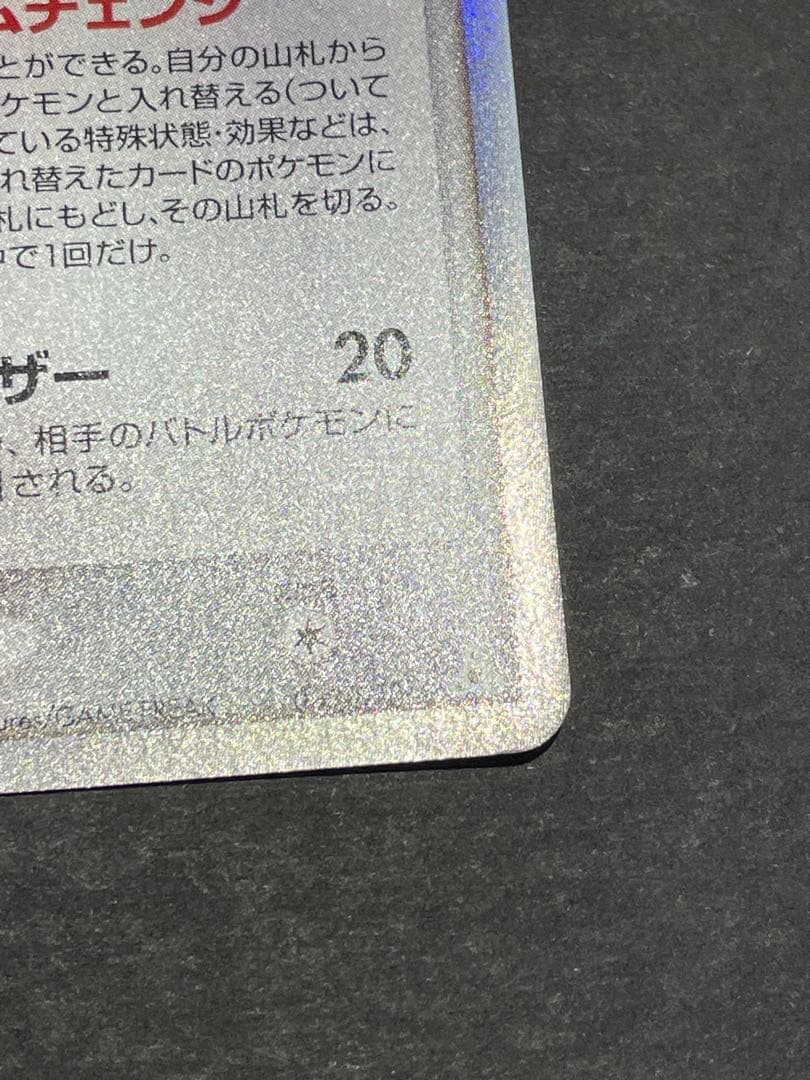 ムチェンジ
とができる。自分の山札から
ケモンと入れ替える(ついて
ている特殊状態・効果などは、
れ替えたカードのポケモンに
札にもどし、その山札を切る。
中で1回だけ。
ザー 20
、相手のバトルポケモンに
される。
ures/GAME FREAK